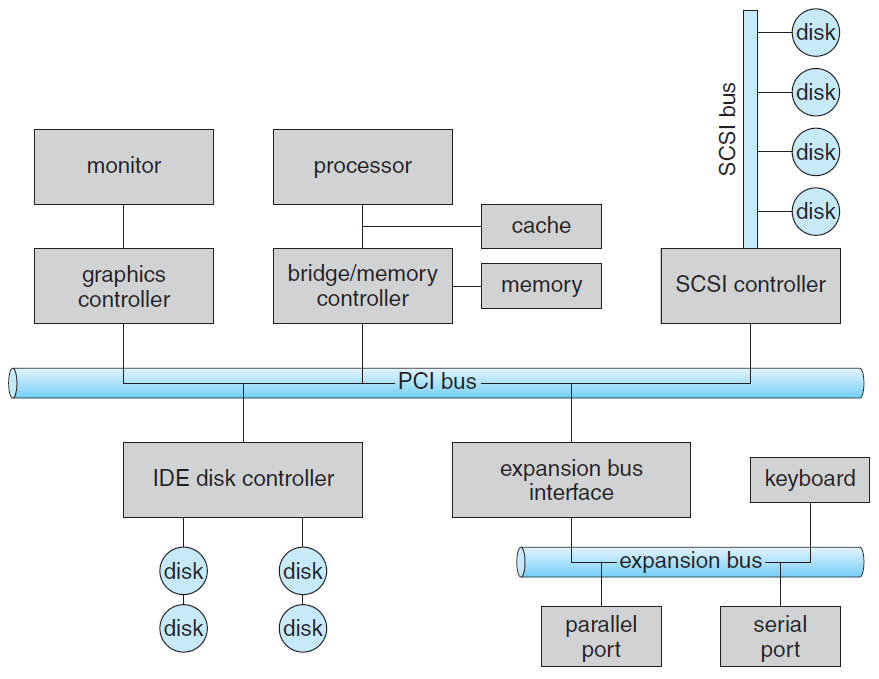 disk
disk
SCSI bus
disk
disk
monitor
processor
cache
graphics
controller
bridge/memory
controller
memory
SCSI controller
PCI bus
IDE disk controller
expansion bus
interface
keyboard
disk
disk
expansion bus
disk
disk
parallel
port
serial
port